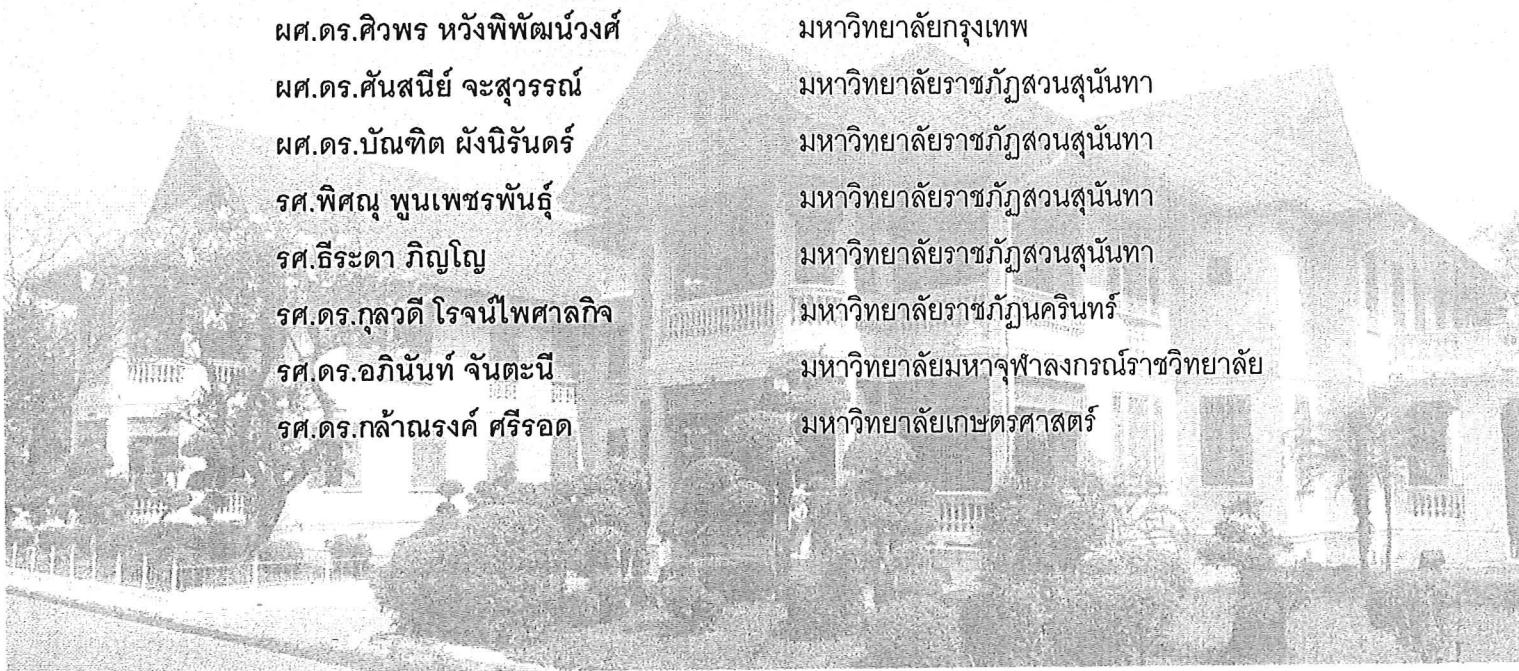 ผศ.ดร.ศิวพร หวังพิพัฒน์วงศ์ มหาวิทยาลัยกรุงเทพ
ผศ.ดร.ศันสนีย์ จะสุวรรณ์ มหาวิทยาลัยราชภัฏสวนสุนันทา
ผศ.ดร.บัณฑิต ผังนิรันดร์ มหาวิทยาลัยราชภัฏสวนสุนันทา
รศ.พิศณุ พูนเพชรพันธุ์ มหาวิทยาลัยราชภัฏสวนสุนันทา
รศ.ธีระดา ภิญโญ มหาวิทยาลัยราชภัฏสวนสุนันทา
รศ.ดร.กุลวดี โรจน์ไพศาลกิจ มหาวิทยาลัยราชภัฏนครินทร์
รศ.ดร.อภินันท์ จันตะนี มหาวิทยาลัยมหาจุฬาลงกรณ์ราชวิทยาลัย
รศ.ดร.กล้าณรงค์ ศรีรอด มหาวิทยาลัยเกษตรศาสตร์